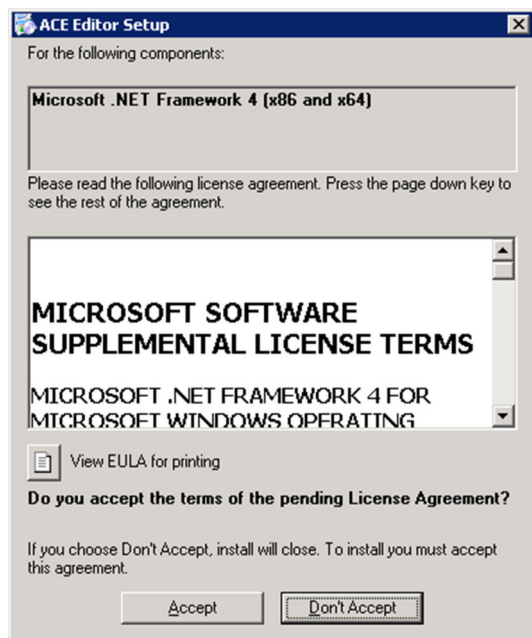 ACE Editor Setup
For the following components:
Microsoft .NET Framework 4 (x86 and x64)
Please read the following license agreement. Press the page down key to
see the rest of the agreement.
MICROSOFT SOFTWARE
SUPPLEMENTAL LICENSE TERMS
MICROSOFT .NET FRAMEWORK 4 FOR
MICROSOFT WINDOWS OPERATING
View EULA for printing
Do you accept the terms of the pending License Agreement?
If you choose Don't Accept, install will close. To install you must accept
this agreement.
Accept
Don't Accept